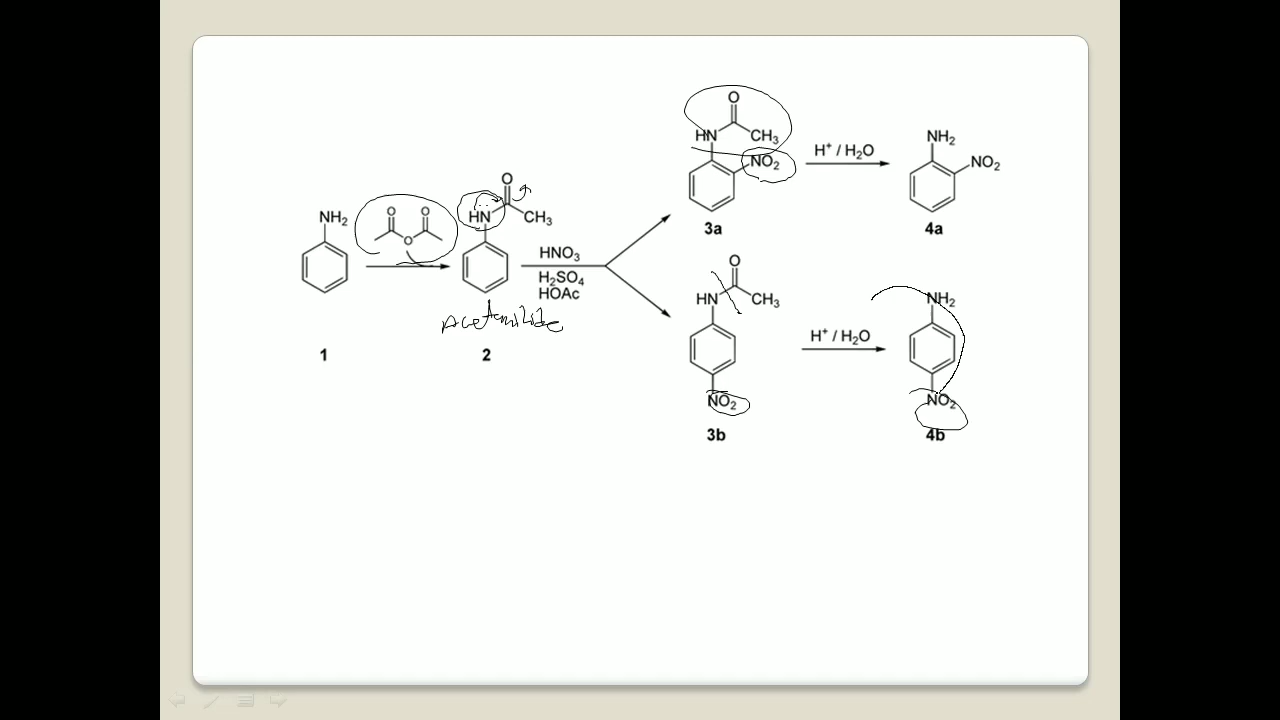 NH₂
1
O
O
O
O
HN
CH₃
2
HNO₃
H₂SO₄
HOAc
O
HN
CH₃
NO₂
3a
H⁺ / H₂O
NH₂
NO₂
4a
O
HN
CH₃
NO₂
3b
H⁺ / H₂O
NH₂
NO₂
4b